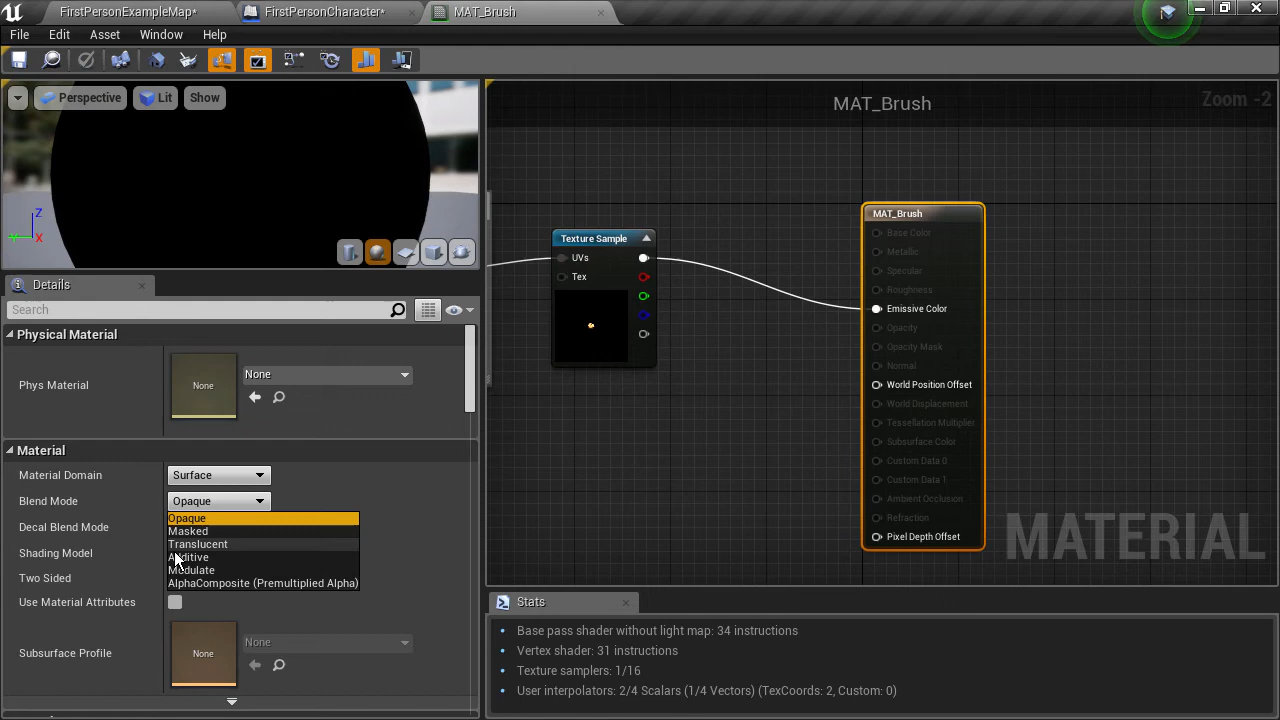 FirstPersonExampleMap*
FirstPersonCharacter*
MAT_Brush
File Edit Asset Window Help
Perspective
Lit
Show
Z
X
MAT_Brush
Zoom -2
Texture Sample
UVs
Tex
MAT_Brush
Base Color
Metallic
Specular
Roughness
Emissive Color
Opacity
Opacity Mask
Normal
World Position Offset
World Displacement
Tessellation Multiplier
Subsurface Color
Custom Data 0
Custom Data 1
Ambient Occlusion
Refraction
Pixel Depth Offset
MATERIAL
Details
Search
Physical Material
Phys Material
None
None
Material
Material Domain
Surface
Blend Mode
Opaque
Opaque
Masked
Translucent
Additive
Modulate
AlphaComposite (Premultiplied Alpha)
Decal Blend Mode
Shading Model
Two Sided
Use Material Attributes
Subsurface Profile
None
None
Stats
Base pass shader without light map: 34 instructions
Vertex shader: 31 instructions
Texture samplers: 1/16
User interpolators: 2/4 Scalars (1/4 Vectors) (TexCoords: 2, Custom: 0)